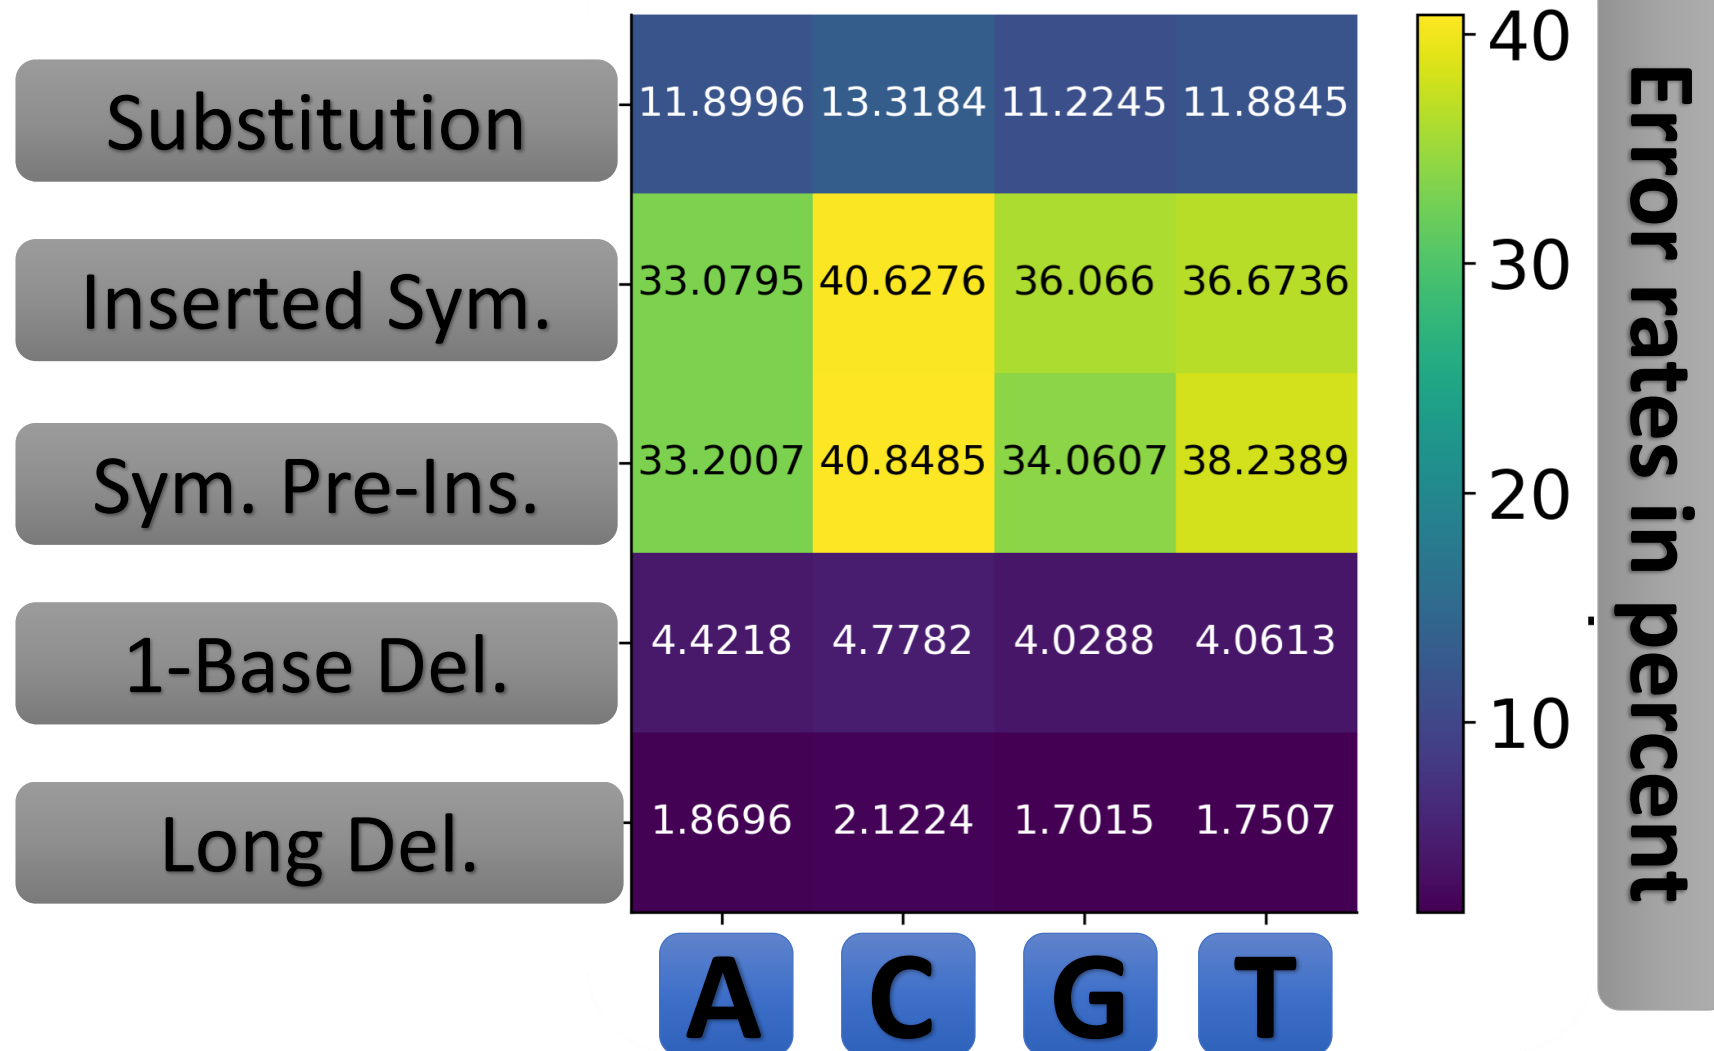 Substitution 11.8996 13.3184 11.2245 11.8845
Inserted Sym. 33.0795 40.6276 36.066 36.6736
Sym. Pre-Ins. 33.2007 40.8485 34.0607 38.2389
1-Base Del. 4.4218 4.7782 4.0288 4.0613
Long Del. 1.8696 2.1224 1.7015 1.7507
A C G T
40
30
20
10
Error rates in percent